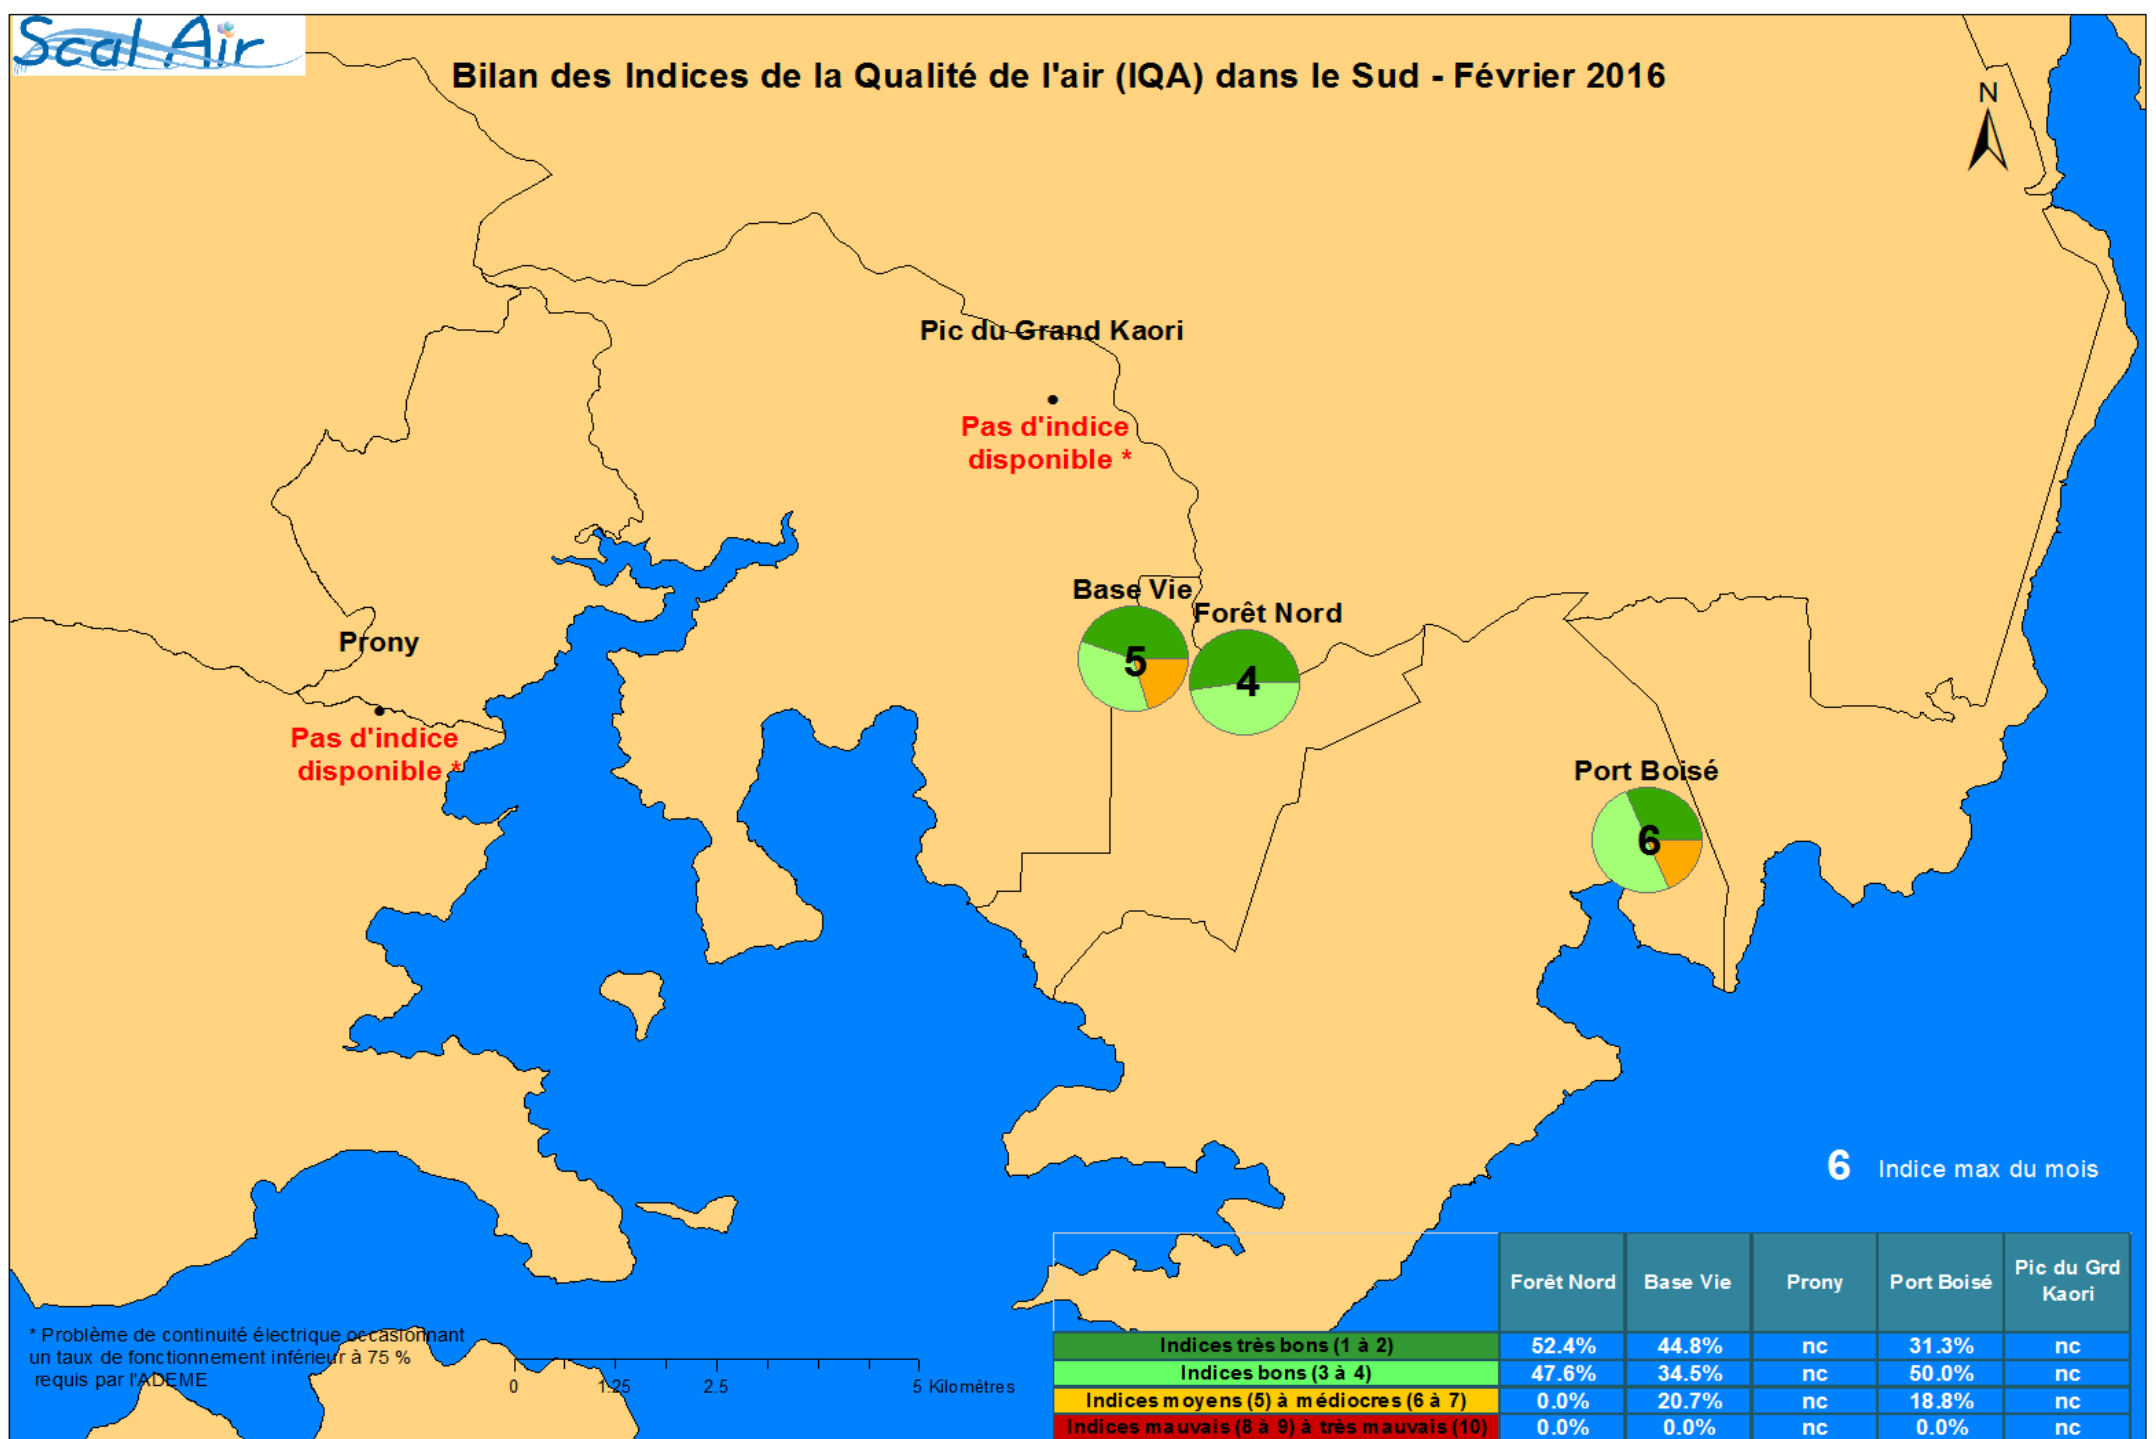 Scal Air
Bilan des Indices de la Qualité de l'air (IQA) dans le Sud - Février 2016
N
Pic du Grand Kaori
Pas d'indice
disponible *
Base Vie
5
Forêt Nord
4
Prony
Pas d'indice
disponible *
Port Boisé
6
6 Indice max du mois
Forêt Nord Base Vie Prony Port Boisé Pic du Grd
Kaori
Indices très bons (1 à 2) 52.4% 44.8% nc 31.3% nc
Indices bons (3 à 4) 47.6% 34.5% nc 50.0% nc
Indices moyens (5) à médiocres (6 à 7) 0.0% 20.7% nc 18.8% nc
Indices mauvais (8 à 9) à très mauvais (10) 0.0% 0.0% nc 0.0% nc
* Problème de continuité électrique occasionnant
un taux de fonctionnement inférieur à 75 %
requis par l'ADEME
0 1.25 2.5 5 Kilomètres